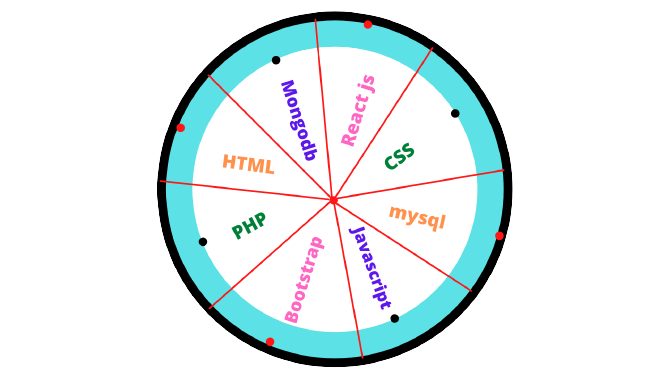 React js
CSS
mysql
Javascript
Bootstrap
PHP
HTML
Mongodb